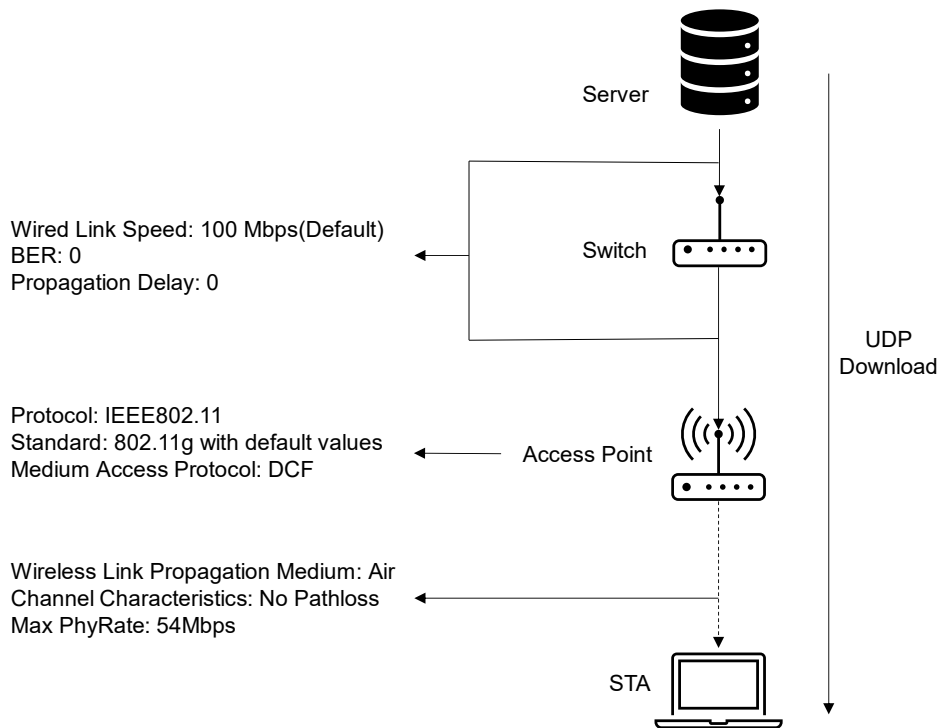 Server
Wired Link Speed: 100 Mbps(Default)
BER: 0
Propagation Delay: 0
Switch
UDP
Download
Protocol: IEEE802.11
Standard: 802.11g with default values
Medium Access Protocol: DCF
Access Point
Wireless Link Propagation Medium: Air
Channel Characteristics: No Pathloss
Max PhyRate: 54Mbps
STA